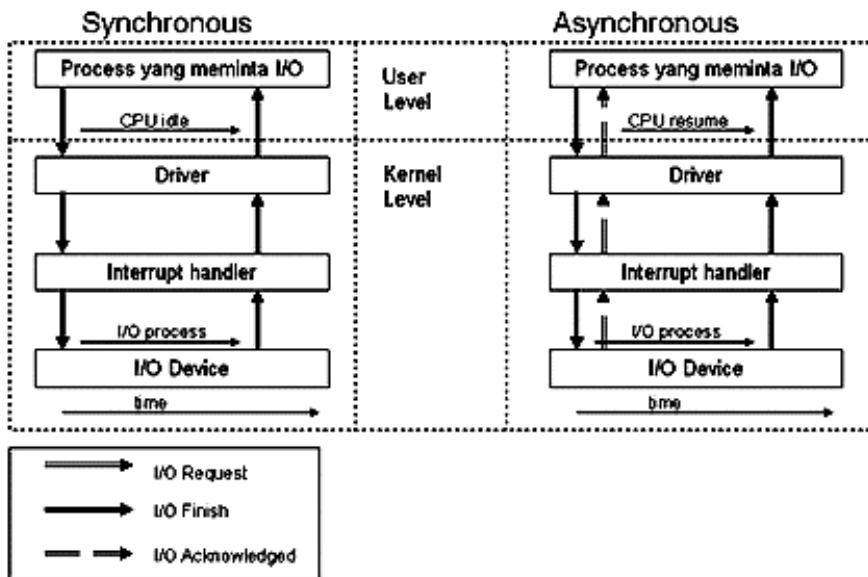 Synchronous
Process yang meminta I/O
CPU idle
Driver
Interrupt handler
I/O process
I/O Device
time
User
Level
Kernel
Level
Asynchronous
Process yang meminta I/O
CPU resume
Driver
Interrupt handler
I/O process
I/O Device
time
I/O Request
I/O Finish
I/O Acknowledged